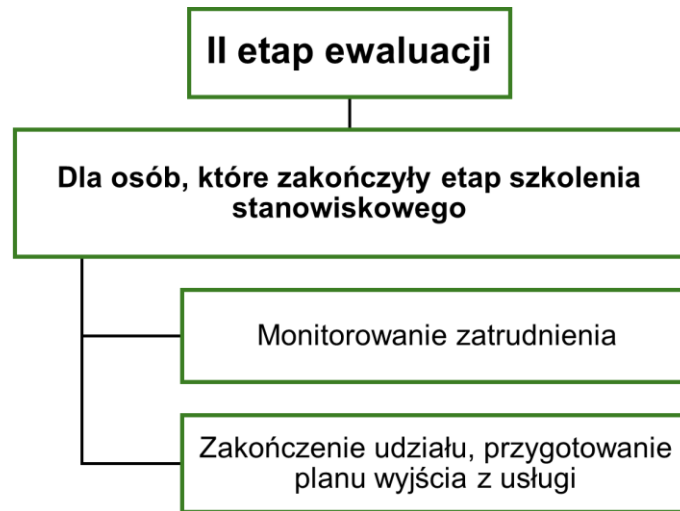 II etap ewaluacji
Dla osób, które zakończyły etap szkolenia
stanowiskowego
Monitorowanie zatrudnienia
Zakończenie udziału, przygotowanie
planu wyjścia z usługi